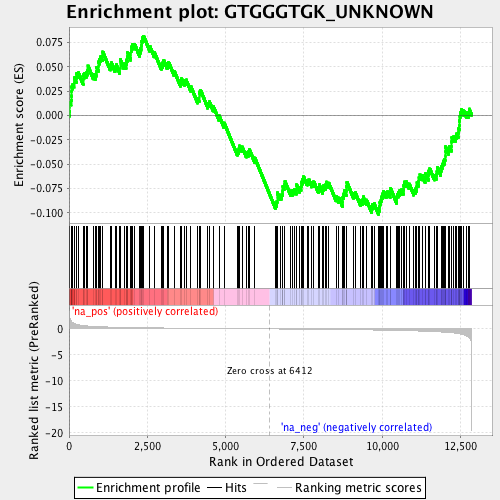 Enrichment plot: GTGGGTGK_UNKNOWN
Enrichment score (ES)
0.075
0.050
0.025
0.000
-0.025
-0.050
-0.075
-0.100
'na_pos' (positively correlated)
Ranked list metric (PreRanked)
0
-5
-10
-15
-20
Zero cross at 6412
'na_neg' (negatively correlated)
0
2,500
5,000
7,500
10,000
12,500
Rank in Ordered Dataset
Enrichment profile
Hits
Ranking metric scores